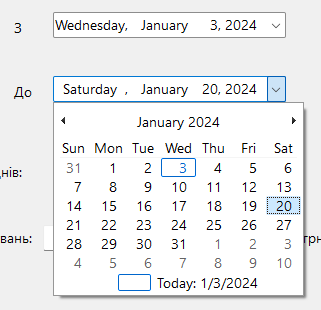 З Wednesday, January 3, 2024
До Saturday , January 20, 2024
January 2024
Sun Mon Tue Wed Thu Fri Sat
31 1 2 3 4 5 6
7 8 9 10 11 12 13
14 15 16 17 18 19 20
21 22 23 24 25 26 27
28 29 30 31 1 2 3
4 5 6 7 8 9 10
Today: 1/3/2024
нів:
вань:
грн